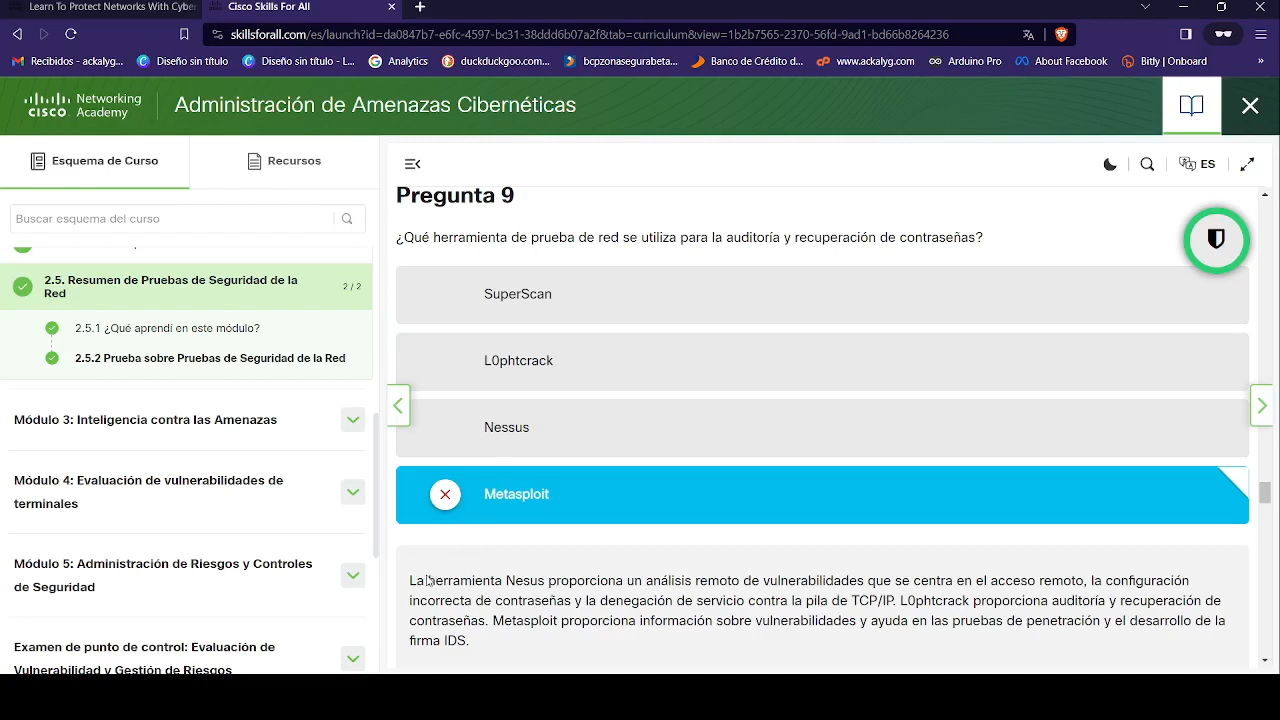 Learn To Protect Networks With Cyber
Cisco Skills For All
skillsforall.com/es/launch?id=da0847b7-e6fc-4597-bc31-38ddd6b07a2f&tab=curriculum&view=1b2b7565-2370-56fd-9ad1-bd66b8264236
Recibidos - ackalyg... Diseño sin título Diseño sin título - L... Analytics duckduckgoo.com... bcpzonasegurabeta... Banco de Crédito d... www.ackalyg.com Arduino Pro About Facebook Bitly | Onboard »
CISCO Networking Academy
Administración de Amenazas Cibernéticas
Esquema de Curso
Recursos
ES
Buscar esquema del curso
2.5. Resumen de Pruebas de Seguridad de la
Red
2 / 2
2.5.1 ¿Qué aprendí en este módulo?
2.5.2 Prueba sobre Pruebas de Seguridad de la Red
Módulo 3: Inteligencia contra las Amenazas
Módulo 4: Evaluación de vulnerabilidades de
terminales
Módulo 5: Administración de Riesgos y Controles
de Seguridad
Examen de punto de control: Evaluación de
Vulnerabilidad y Gestión de Riesgos
Pregunta 9
¿Qué herramienta de prueba de red se utiliza para la auditoría y recuperación de contraseñas?
SuperScan
L0phtcrack
Nessus
Metasploit
La herramienta Nesus proporciona un análisis remoto de vulnerabilidades que se centra en el acceso remoto, la configuración
incorrecta de contraseñas y la denegación de servicio contra la pila de TCP/IP. L0phtcrack proporciona auditoría y recuperación de
contraseñas. Metasploit proporciona información sobre vulnerabilidades y ayuda en las pruebas de penetración y el desarrollo de la
firma IDS.